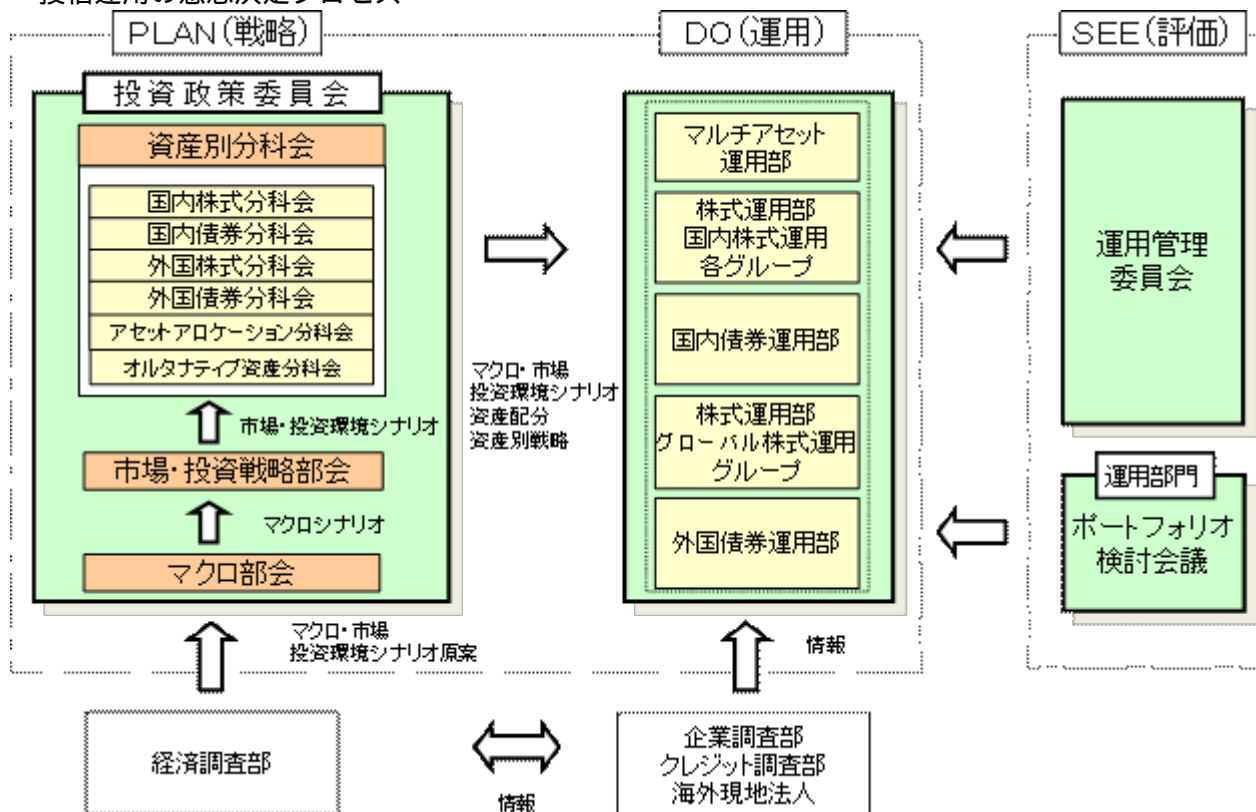 投信運用の意思決定プロセス
PLAN(戦略)
投資政策委員会
資産別分科会
国内株式分科会
国内債券分科会
外国株式分科会
外国債券分科会
アセットアロケーション分科会
オルタナティブ資産分科会
市場・投資環境シナリオ
市場・投資戦略部会
マクロシナリオ
マクロ部会
マクロ・市場
投資環境シナリオ原案
経済調査部
マクロ・市場
投資環境シナリオ
資産配分
資産別戦略
情報
DO(運用)
マルチアセット
運用部
株式運用部
国内株式運用
各グループ
国内債券運用部
株式運用部
グローバル株式運用
グループ
外国債券運用部
情報
企業調査部
クレジット調査部
海外現地法人
SEE(評価)
運用管理
委員会
運用部門
ポートフォリオ
検討会議